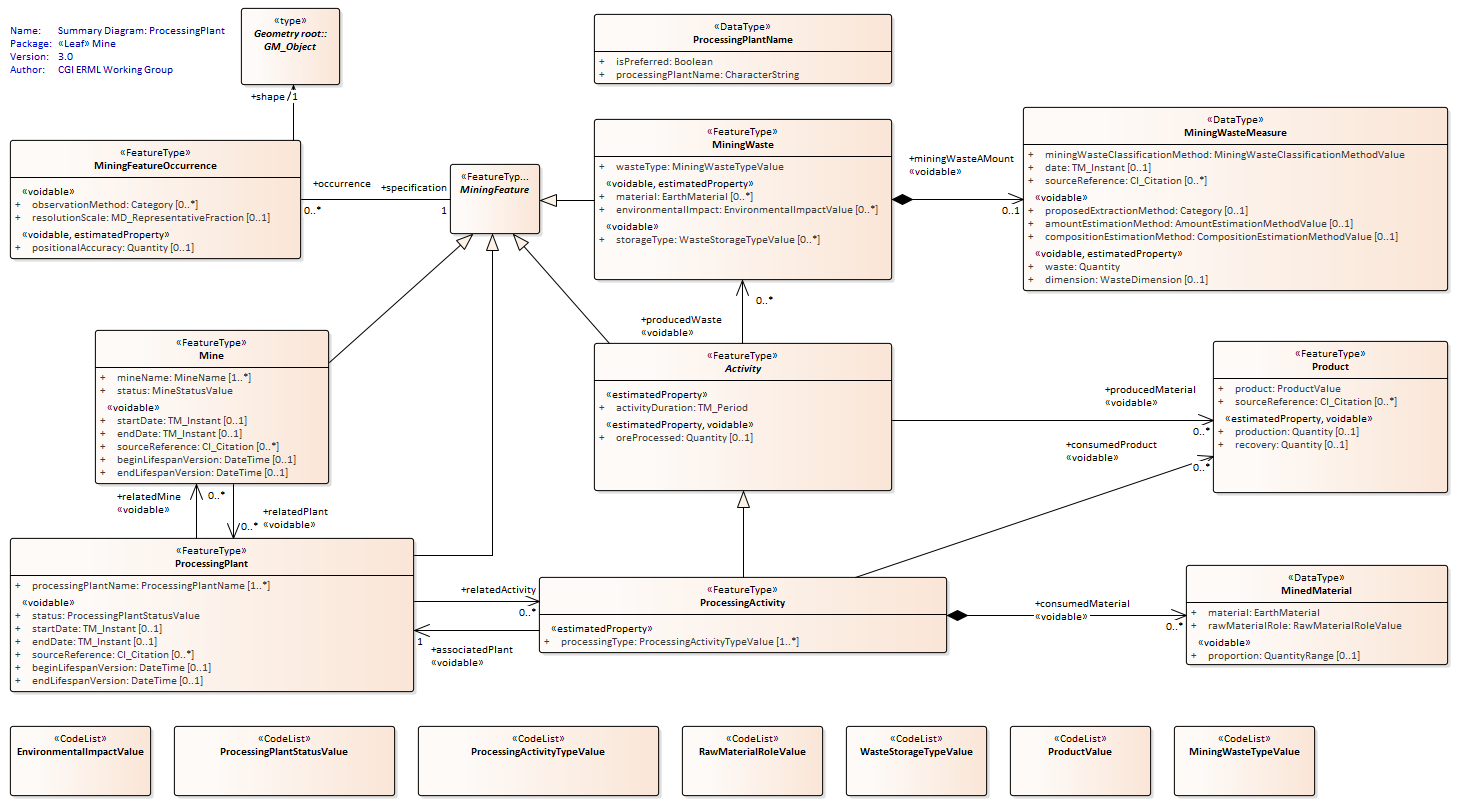 Name: Summary Diagram: ProcessingPlant
Package: «Leaf» Mine
Version: 3.0
Author: CGI ERML Working Group
«type»
Geometry root::
GM_Object
+shape /1
«DataType»
ProcessingPlantName
+ isPreferred: Boolean
+ processingPlantName: CharacterString
«FeatureType»
MiningFeatureOccurrence
«voidable»
+ observationMethod: Category [0..*]
+ resolutionScale: MD_RepresentativeFraction [0..1]
«voidable, estimatedProperty»
+ positionalAccuracy: Quantity [0..1]
+occurrence
0..*
+specification
1
«FeatureTyp...
MiningFeature
«FeatureType»
MiningWaste
+ wasteType: MiningWasteTypeValue
«voidable, estimatedProperty»
+ material: EarthMaterial [0..*]
+ environmentalImpact: EnvironmentalImpactValue [0..*]
«voidable»
+ storageType: WasteStorageTypeValue [0..*]
+miningWasteAMount
«voidable»
0..1
«DataType»
MiningWasteMeasure
+ miningWasteClassificationMethod: MiningWasteClassificationMethodValue
+ date: TM_Instant [0..1]
+ sourceReference: CI_Citation [0..*]
«voidable»
+ proposedExtractionMethod: Category [0..1]
+ amountEstimationMethod: AmountEstimationMethodValue [0..1]
+ compositionEstimationMethod: CompositionEstimationMethodValue [0..1]
«voidable, estimatedProperty»
+ waste: Quantity
+ dimension: WasteDimension [0..1]
0..*
+producedWaste
«voidable»
«FeatureType»
Mine
+ mineName: MineName [1..*]
+ status: MineStatusValue
«voidable»
+ startDate: TM_Instant [0..1]
+ endDate: TM_Instant [0..1]
+ sourceReference: CI_Citation [0..*]
+ beginLifespanVersion: DateTime [0..1]
+ endLifespanVersion: DateTime [0..1]
«FeatureType»
Activity
«estimatedProperty»
+ activityDuration: TM_Period
«estimatedProperty, voidable»
+ oreProcessed: Quantity [0..1]
+producedMaterial
«voidable»
0..*
+consumedProduct
«voidable»
0..*
«FeatureType»
Product
+ product: ProductValue
+ sourceReference: CI_Citation [0..*]
«estimatedProperty, voidable»
+ production: Quantity [0..1]
+ recovery: Quantity [0..1]
+relatedMine
«voidable»
0..*
+relatedPlant
«voidable»
0..*
«FeatureType»
ProcessingPlant
+ processingPlantName: ProcessingPlantName [1..*]
«voidable»
+ status: ProcessingPlantStatusValue
+ startDate: TM_Instant [0..1]
+ endDate: TM_Instant [0..1]
+ sourceReference: CI_Citation [0..*]
+ beginLifespanVersion: DateTime [0..1]
+ endLifespanVersion: DateTime [0..1]
+relatedActivity
0..*
1
+associatedPlant
«voidable»
«FeatureType»
ProcessingActivity
«estimatedProperty»
+ processingType: ProcessingActivityTypeValue [1..*]
+consumedMaterial
«voidable»
0..*
«DataType»
MinedMaterial
+ material: EarthMaterial
+ rawMaterialRole: RawMaterialRoleValue
«voidable»
+ proportion: QuantityRange [0..1]
«CodeList»
EnvironmentalImpactValue
«CodeList»
ProcessingPlantStatusValue
«CodeList»
ProcessingActivityTypeValue
«CodeList»
RawMaterialRoleValue
«CodeList»
WasteStorageTypeValue
«CodeList»
ProductValue
«CodeList»
MiningWasteTypeValue